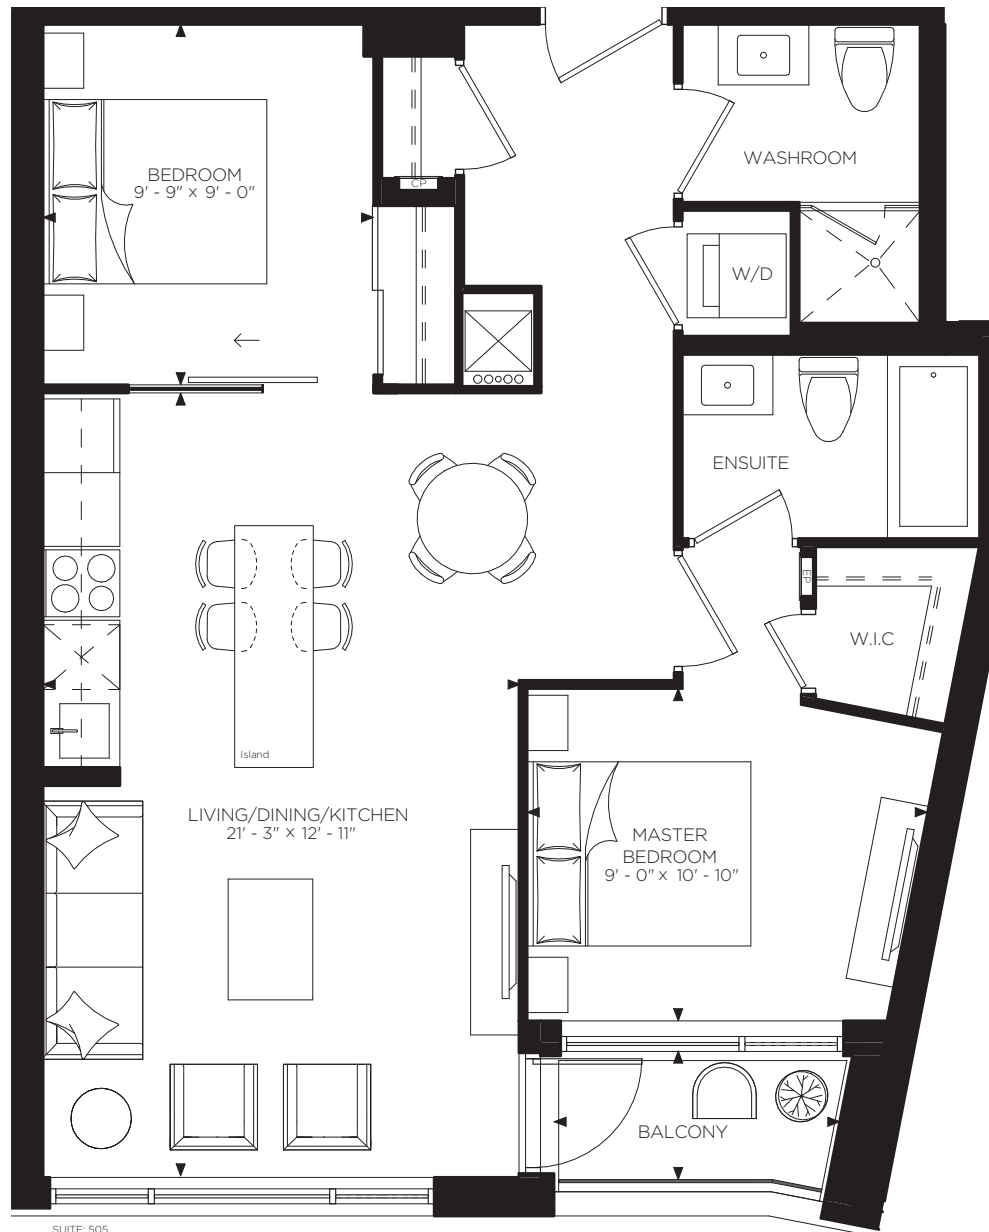 WASHROOM
BEDROOM
9' - 9" x 9' - 0"
CP
W/D
ENSUITE
EP
W.I.C
Island
LIVING/DINING/KITCHEN
21' - 3" x 12' - 11"
MASTER
BEDROOM
9' - 0" x 10' - 10"
BALCONY
SUITE: 505